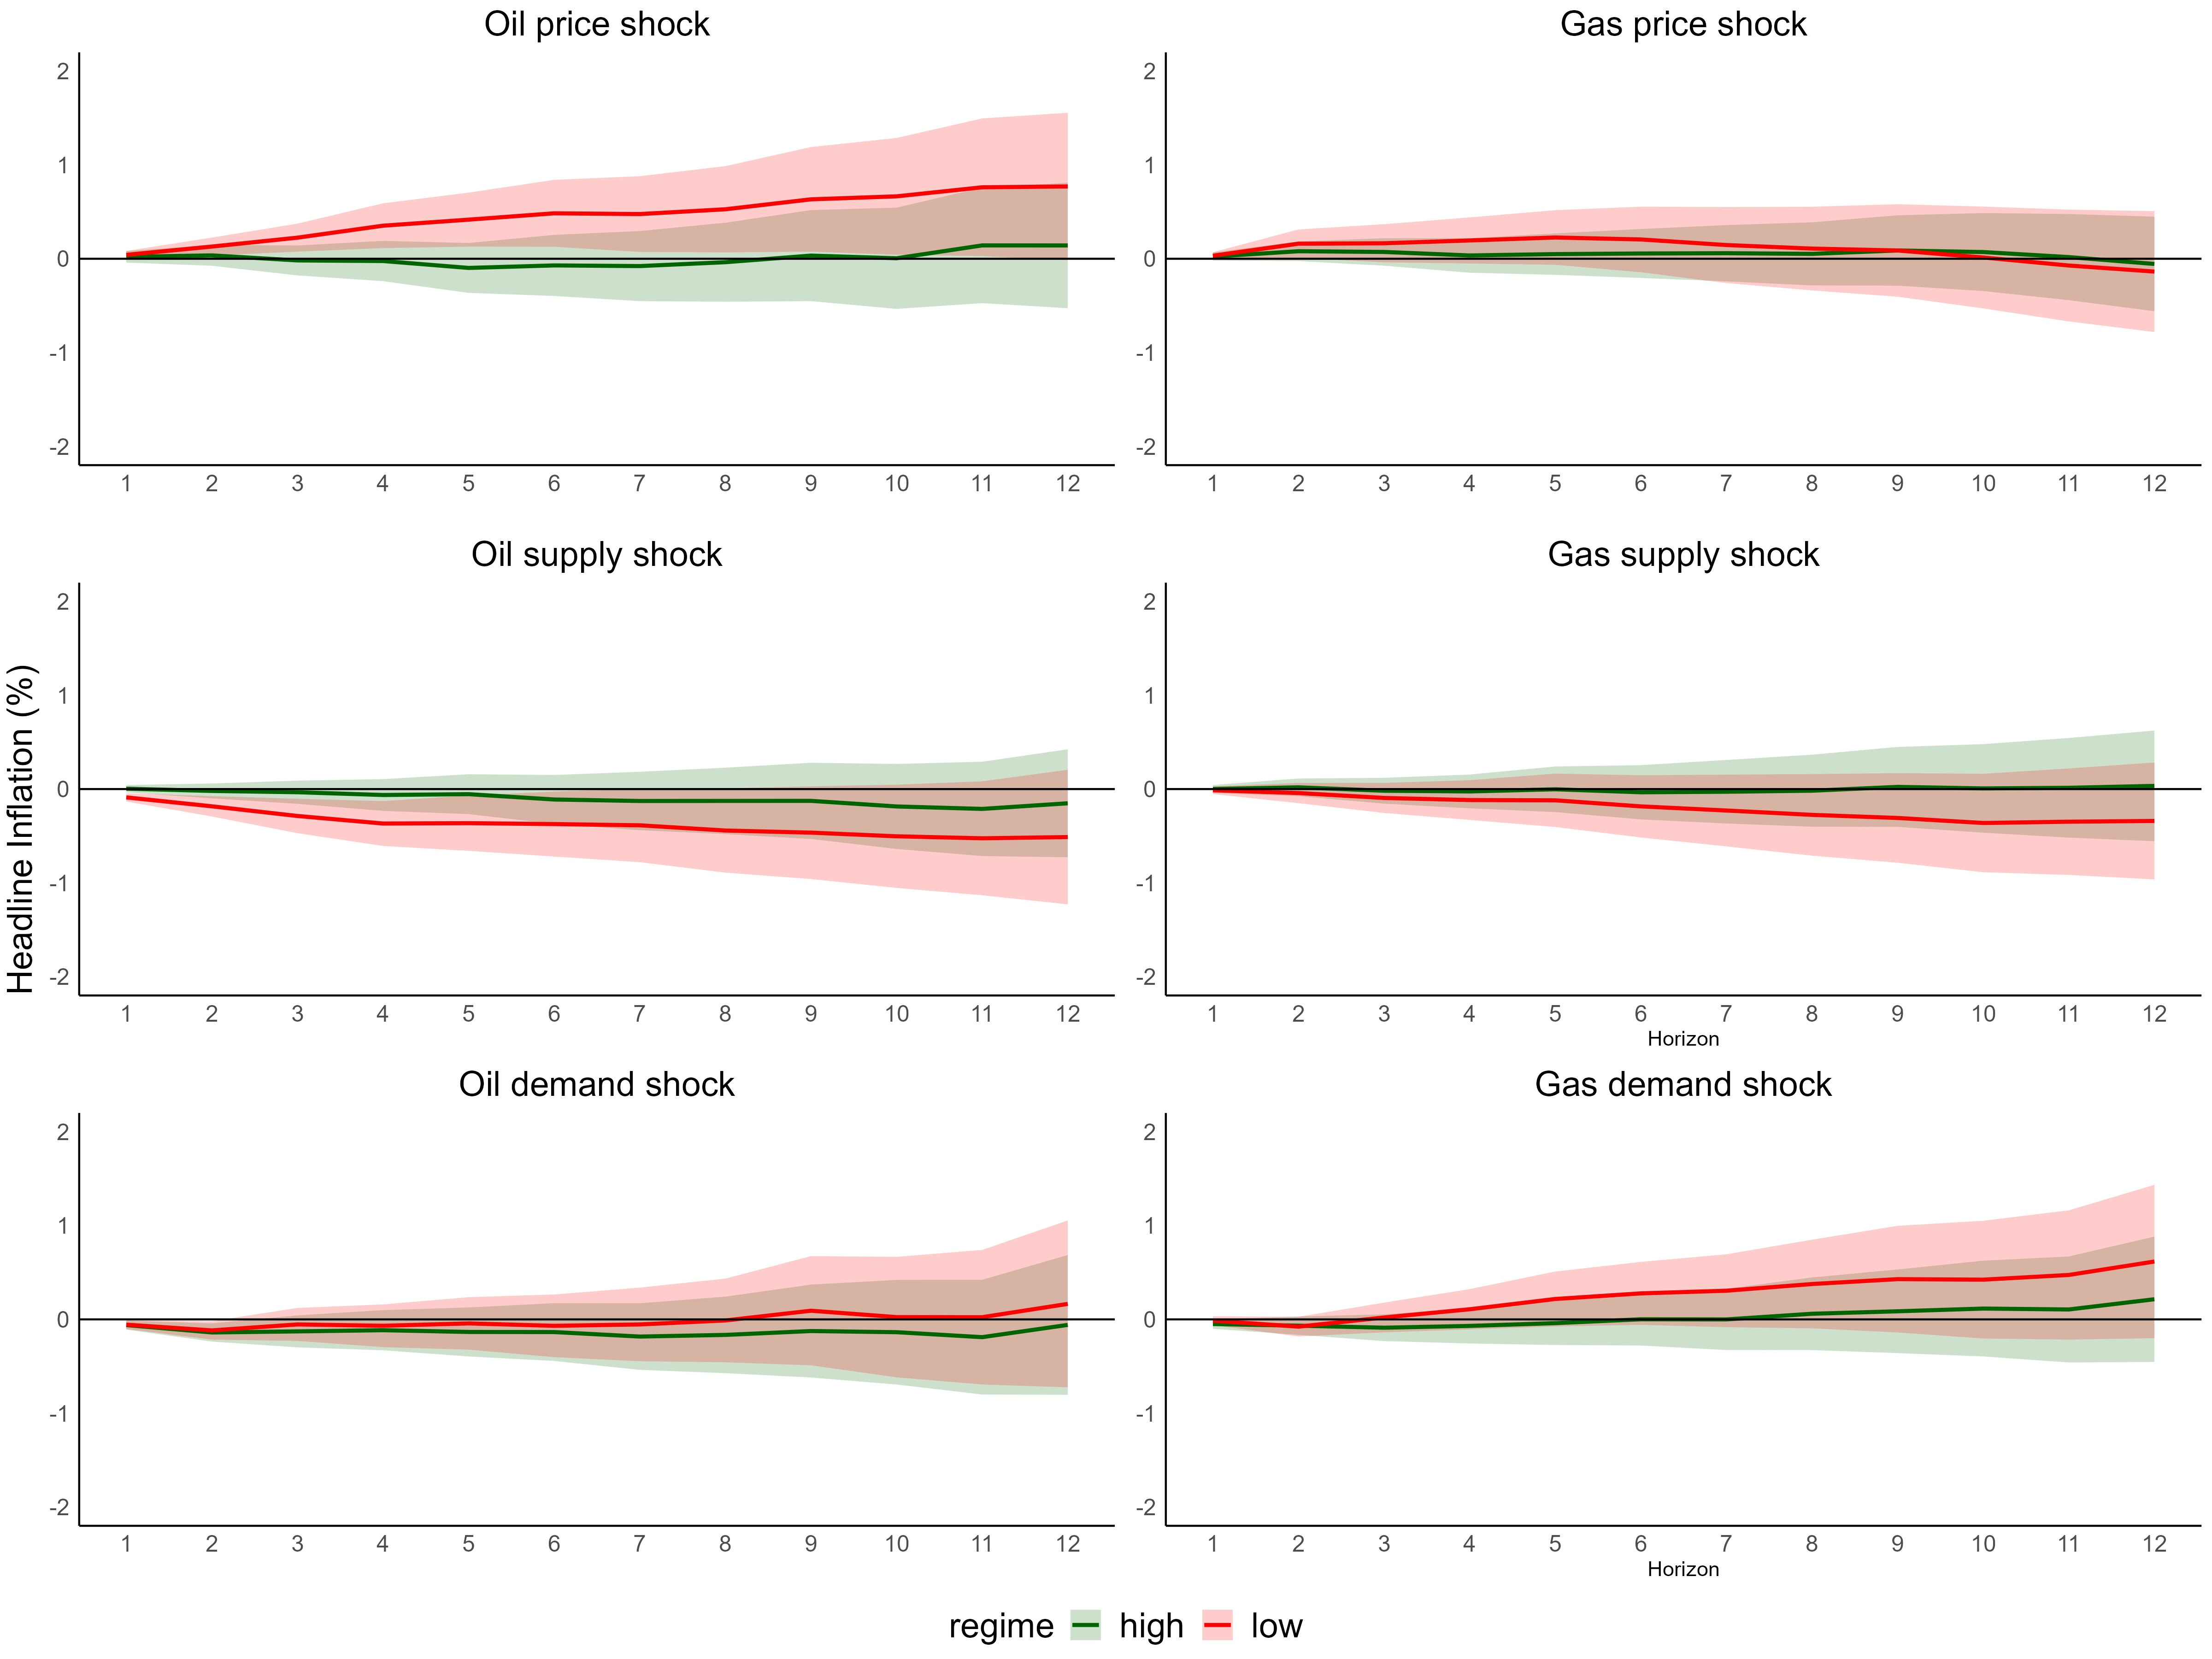 Oil price shock
2
1
0
-1
-2
1 2 3 4 5 6 7 8 9 10 11 12
Gas price shock
2
1
0
-1
-2
1 2 3 4 5 6 7 8 9 10 11 12
Headline Inflation (%)
Oil supply shock
2
1
0
-1
-2
1 2 3 4 5 6 7 8 9 10 11 12
Gas supply shock
2
1
0
-1
-2
1 2 3 4 5 6 7 8 9 10 11 12
Horizon
Oil demand shock
2
1
0
-1
-2
1 2 3 4 5 6 7 8 9 10 11 12
Gas demand shock
2
1
0
-1
-2
1 2 3 4 5 6 7 8 9 10 11 12
Horizon
regime high low